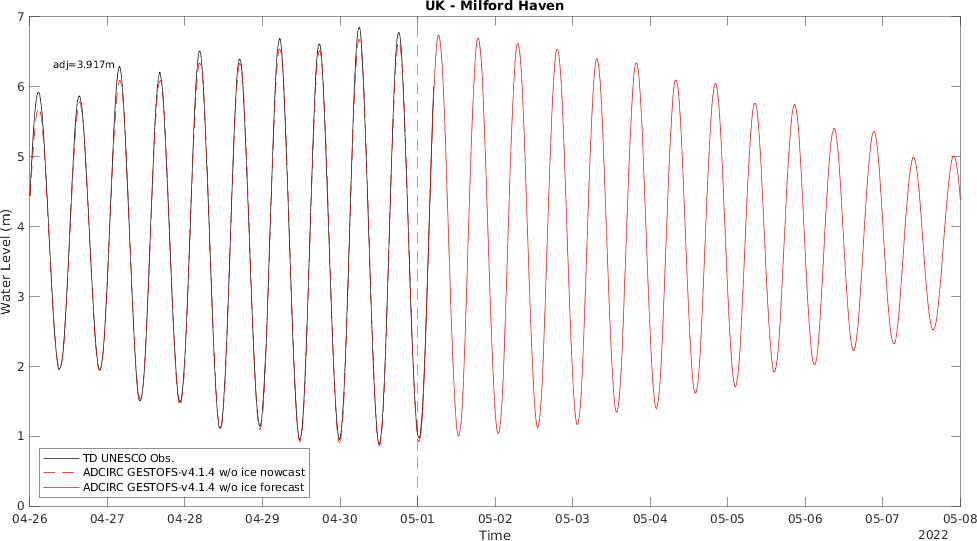 UK - Milford Haven
7
6
5
4
3
2
1
0
Water Level (m)
adj=3.917m
TD UNESCO Obs.
ADCIRC GESTOFS-v4.1.4 w/o ice nowcast
ADCIRC GESTOFS-v4.1.4 w/o ice forecast
04-26 04-27 04-28 04-29 04-30 05-01 05-02 05-03 05-04 05-05 05-06 05-07 05-08
Time
2022